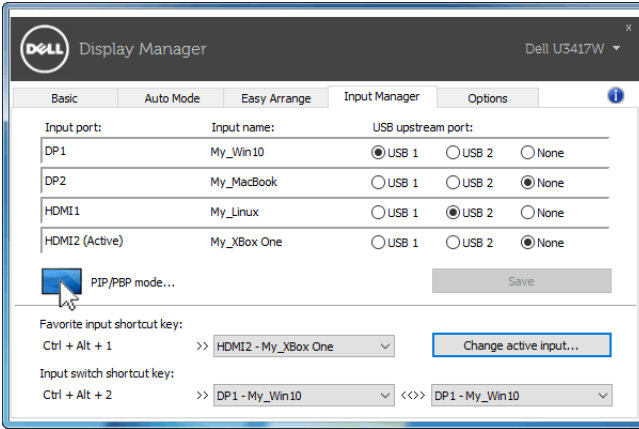 DELL Display Manager Dell U3417W
x
Basic Auto Mode Easy Arrange Input Manager Options i
Input port: Input name: USB upstream port:
DP1 My_Win10 USB 1 USB 2 None
DP2 My_MacBook USB 1 USB 2 None
HDMI1 My_Linux USB 1 USB 2 None
HDMI2 (Active) My_XBox One USB 1 USB 2 None
PIP/PBP mode... Save
Favorite input shortcut key:
Ctrl + Alt + 1 >> HDMI2 - My_XBox One Change active input...
Input switch shortcut key:
Ctrl + Alt + 2 >> DP1 - My_Win10 <<>> DP1 - My_Win10